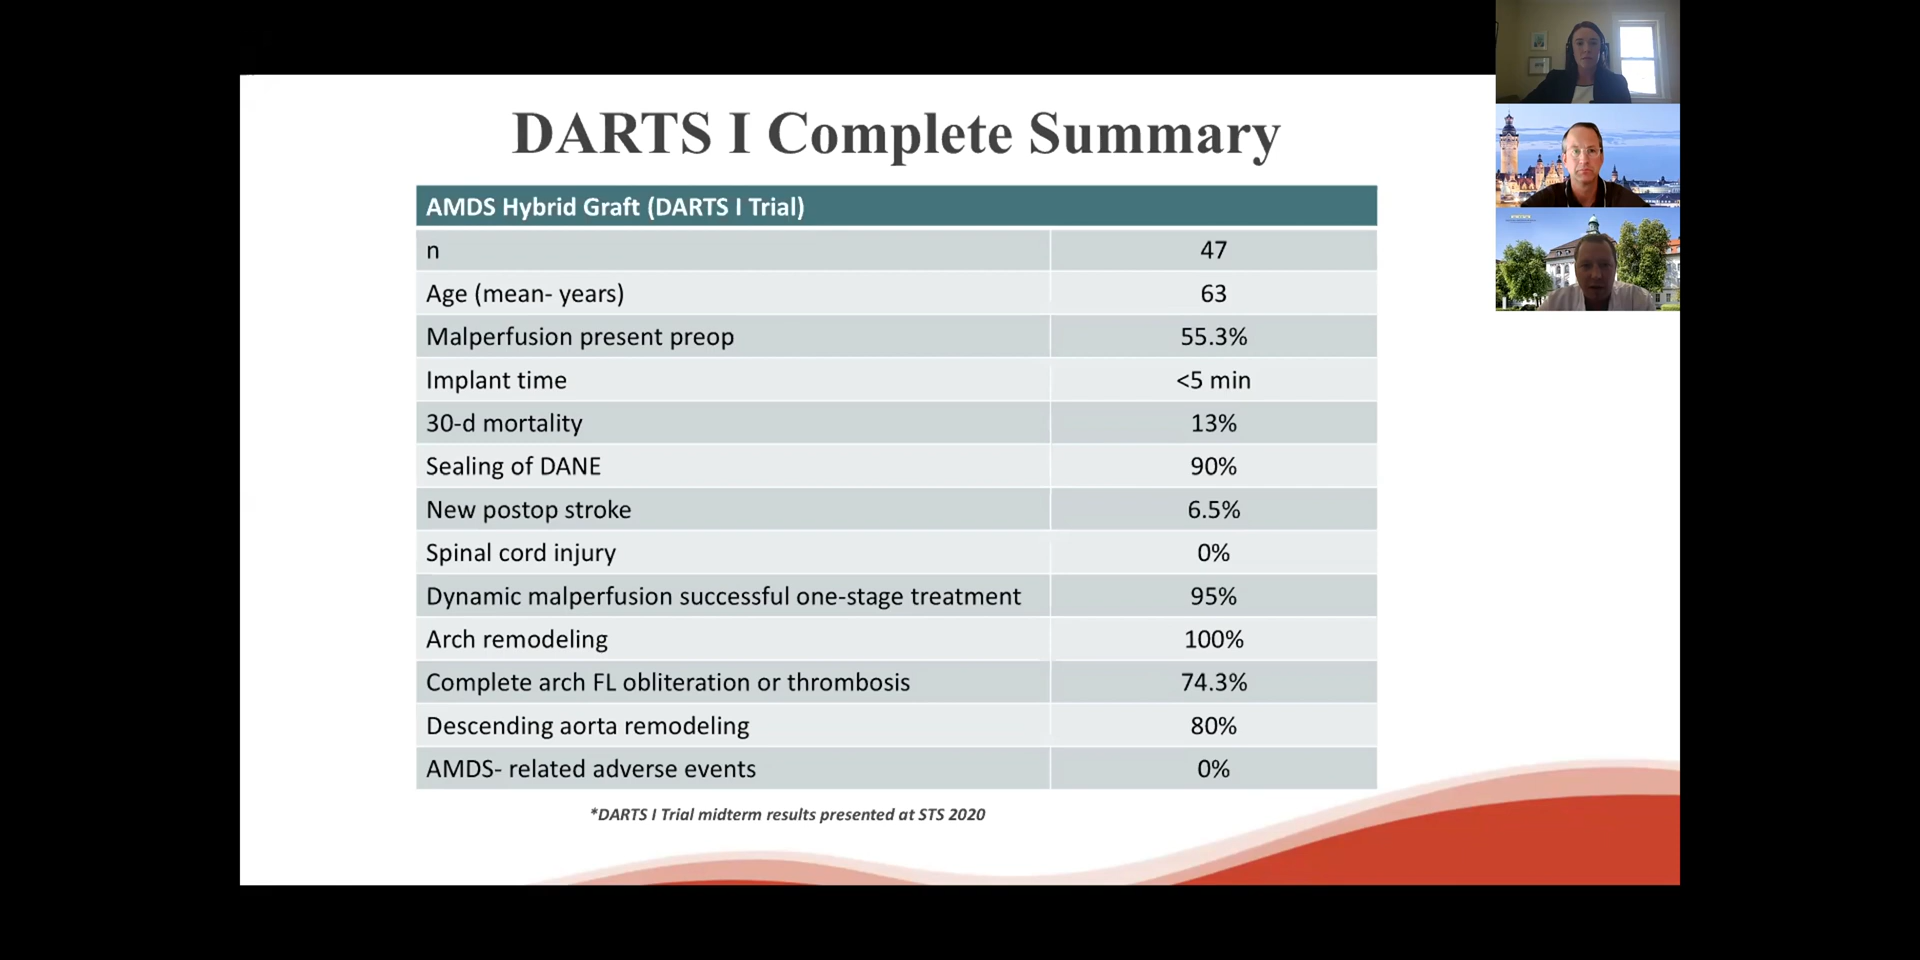 DARTS I Complete Summary
AMDS Hybrid Graft (DARTS I Trial)
n 47
Age (mean- years) 63
Malperfusion present preop 55.3%
Implant time <5 min
30-d mortality 13%
Sealing of DANE 90%
New postop stroke 6.5%
Spinal cord injury 0%
Dynamic malperfusion successful one-stage treatment 95%
Arch remodeling 100%
Complete arch FL obliteration or thrombosis 74.3%
Descending aorta remodeling 80%
AMDS- related adverse events 0%
*DARTS I Trial midterm results presented at STS 2020